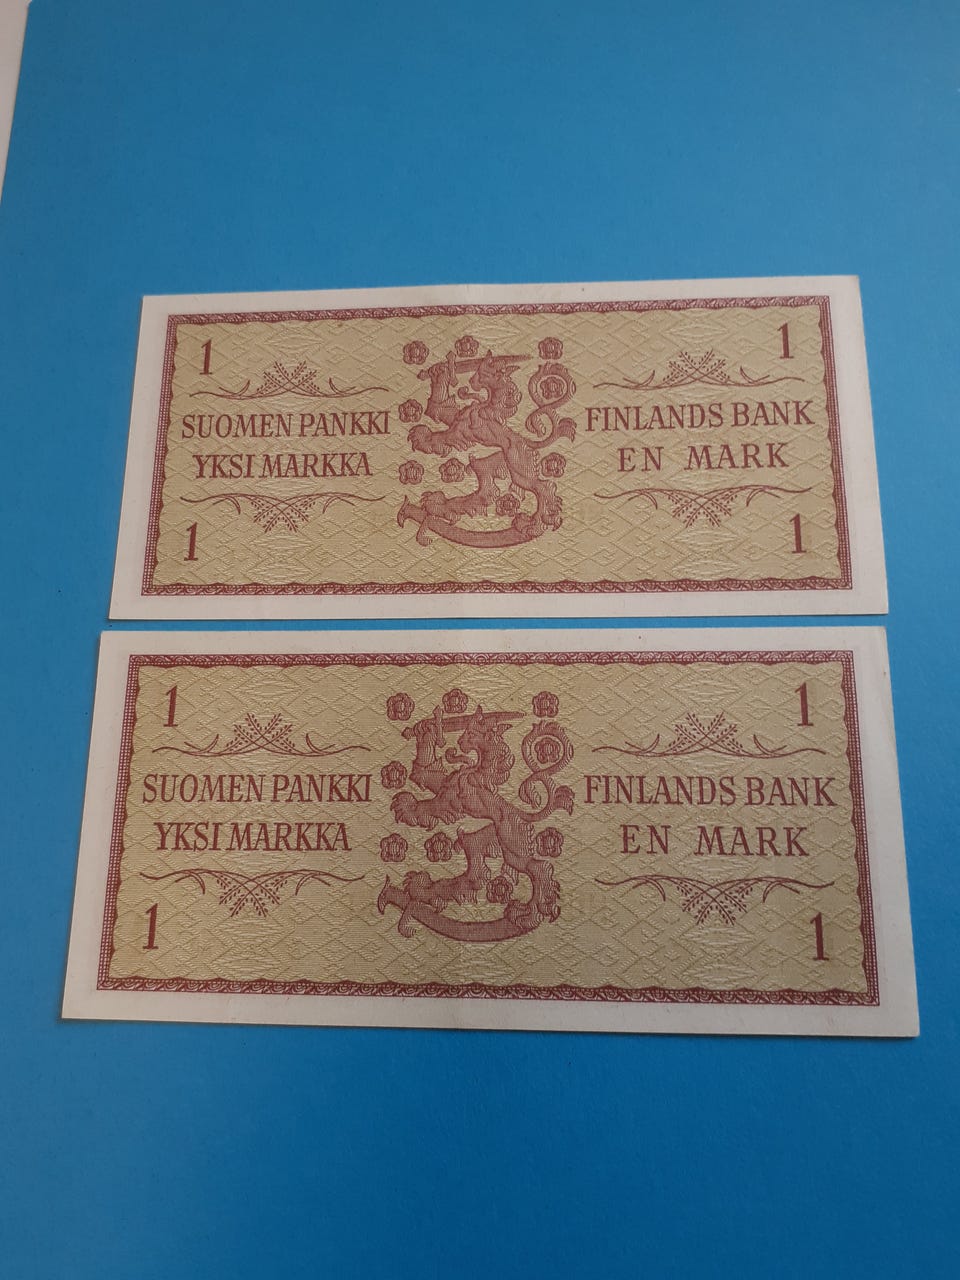 1
1
SUOMEN PANKKI
FINLANDS BANK
YKSI MARKKA
EN MARK
1
1
1
1
SUOMEN PANKKI
FINLANDS BANK
YKSI MARKKA
EN MARK
1
1